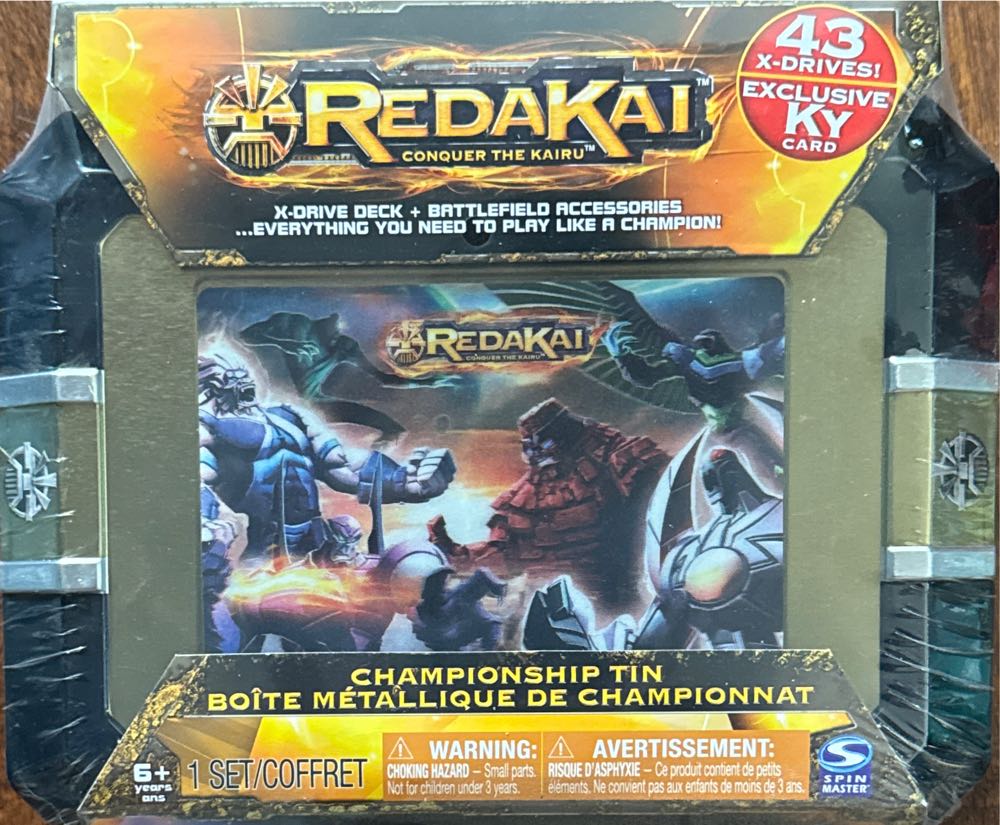 43
X-DRIVES!
EXCLUSIVE
KY
CARD
REDAKAI™
CONQUER THE KAIRU™
X-DRIVE DECK + BATTLEFIELD ACCESSORIES
...EVERYTHING YOU NEED TO PLAY LIKE A CHAMPION!
REDAKAI
CONQUER THE KAIRU™
CHAMPIONSHIP TIN
BOÎTE MÉTALLIQUE DE CHAMPIONNAT
6+
years
ans
1 SET/COFFRET
WARNING:
CHOKING HAZARD – Small parts.
Not for children under 3 years.
AVERTISSEMENT:
RISQUE D'ASPHYXIE – Ce produit contient de petits
éléments. Ne convient pas aux enfants de moins de 3 ans.
SPIN
MASTER™